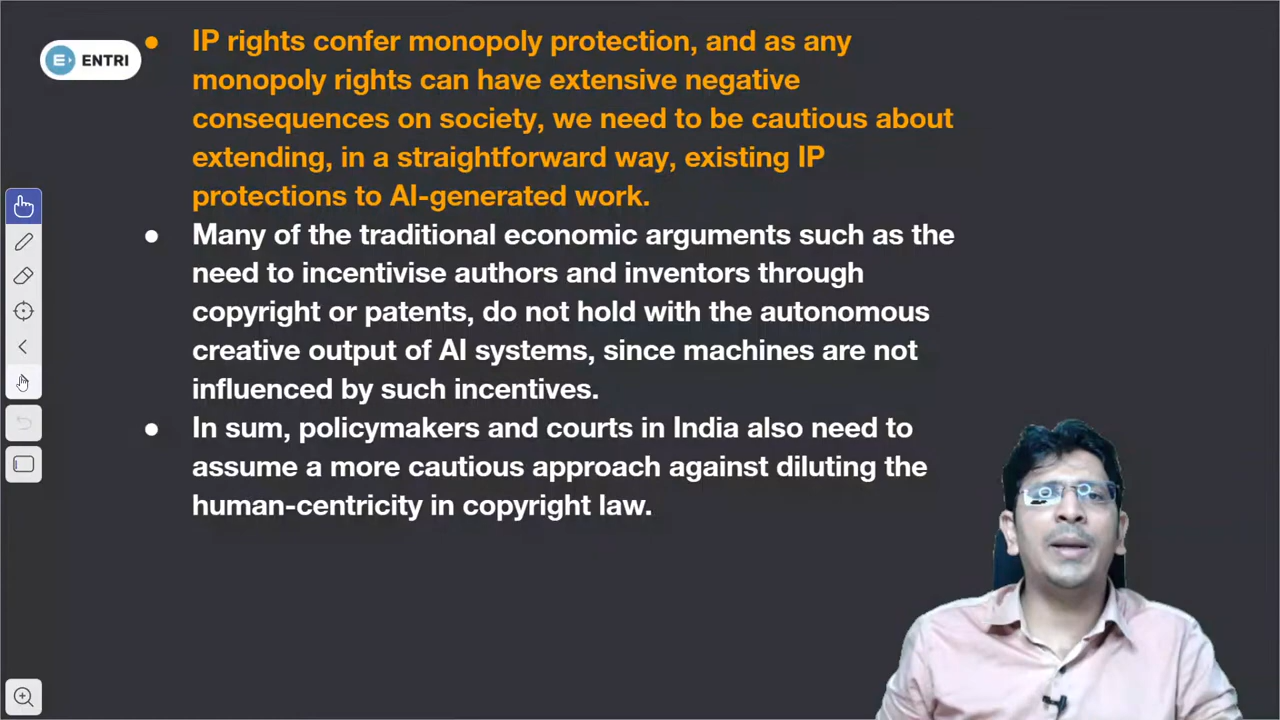 IP rights confer monopoly protection, and as any
monopoly rights can have extensive negative
consequences on society, we need to be cautious about
extending, in a straightforward way, existing IP
protections to AI-generated work.
Many of the traditional economic arguments such as the
need to incentivise authors and inventors through
copyright or patents, do not hold with the autonomous
creative output of AI systems, since machines are not
influenced by such incentives.
In sum, policymakers and courts in India also need to
assume a more cautious approach against diluting the
human-centricity in copyright law.
E ENTRI